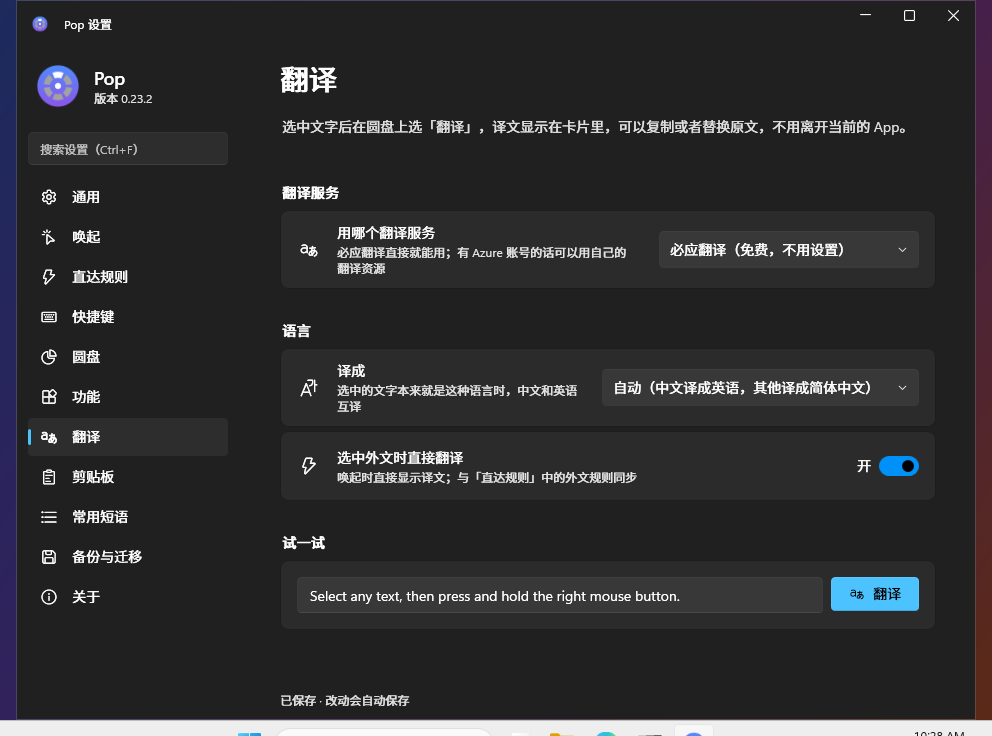 Pop 设置
Pop
版本 0.23.2
搜索设置（Ctrl+F）
通用
唤起
直达规则
快捷键
圆盘
功能
翻译
剪贴板
常用短语
备份与迁移
关于
翻译
选中文字后在圆盘上选「翻译」，译文显示在卡片里，可以复制或者替换原文，不用离开当前的 App。
翻译服务
用哪个翻译服务
必应翻译直接就能用；有 Azure 账号的话可以用自己的
翻译资源
必应翻译（免费，不用设置）
语言
译成
选中的文字本来就是这种语言时，中文和英语
互译
自动（中文译成英语，其他译成简体中文）
选中外文时直接翻译
唤起时直接显示译文；与「直达规则」中的外文规则同步
开
试一试
Select any text, then press and hold the right mouse button.
翻译
已保存 · 改动会自动保存
10:28 AM